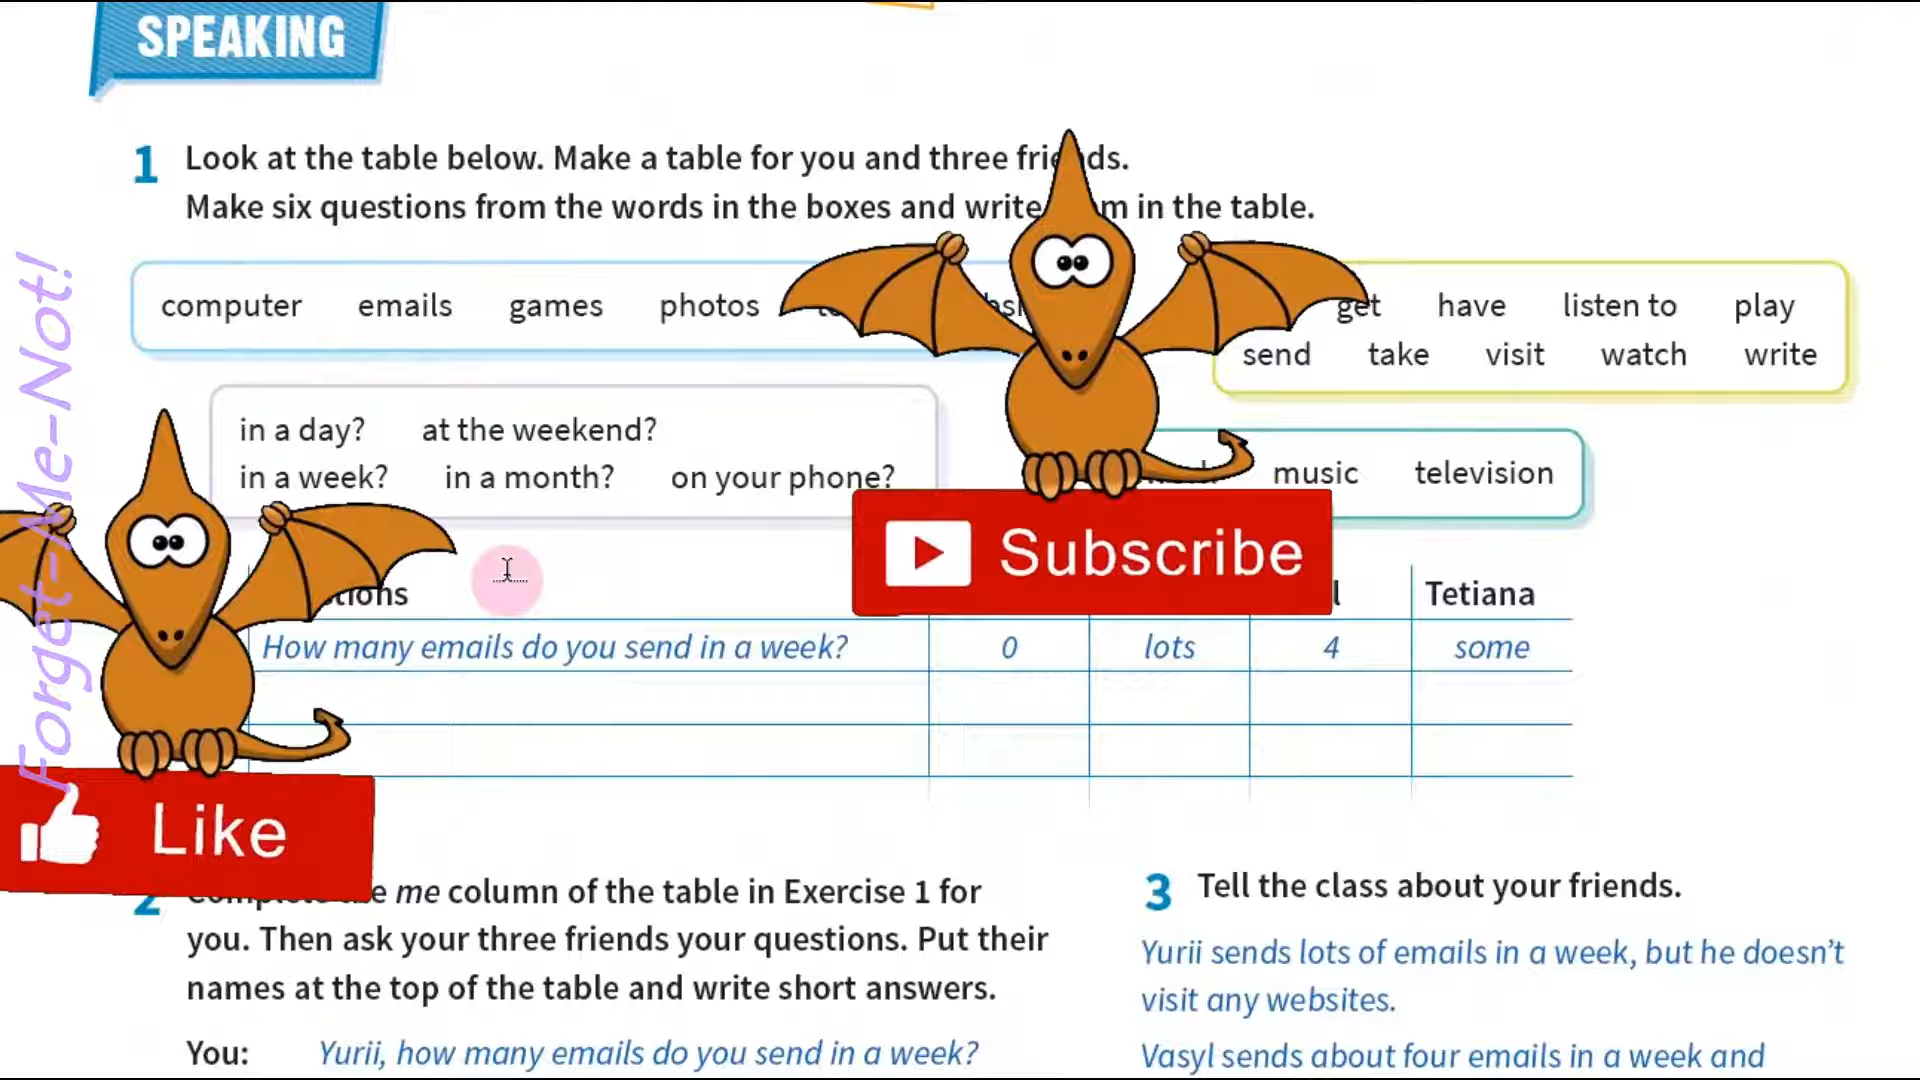 SPEAKING
1 Look at the table below. Make a table for you and three friends.
Make six questions from the words in the boxes and write in the table.
computer emails games photos
get have listen to play
send take visit watch write
in a day? at the weekend?
in a week? in a month? on your phone?
music television
Subscribe
Tetiana
How many emails do you send in a week? 0 lots 4 some
Forget-Me-Not!
Like
2 me column of the table in Exercise 1 for
you. Then ask your three friends your questions. Put their
names at the top of the table and write short answers.
You: Yurii, how many emails do you send in a week?
3 Tell the class about your friends.
Yurii sends lots of emails in a week, but he doesn't
visit any websites.
Vasyl sends about four emails in a week and